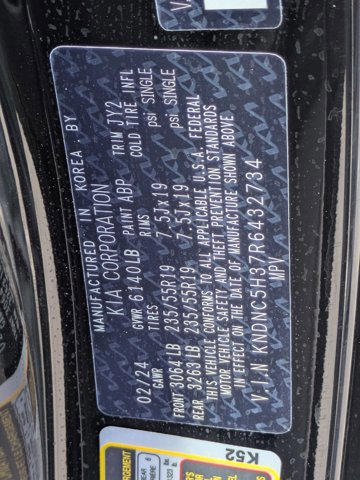 MANUFACTURED IN KOREA, BY
KIA CORPORATION
GVWR 6140LB PAINT ABP TRIM JY2
02/24 TIRES RIMS COLD TIRE INFL
GAWR
FRONT 3064LB 235/55R19 7.5Jx19 psi SINGLE
REAR 3263LB 235/55R19 7.5Jx19 psi SINGLE
THIS VEHICLE CONFORMS TO ALL APPLICABLE U.S.A. FEDERAL
MOTOR VEHICLE SAFETY AND THEFT PREVENTION STANDARDS
IN EFFECT ON THE DATE OF MANUFACTURE SHOWN ABOVE
V I N KNDNC5H37R6432734
MPV
K52